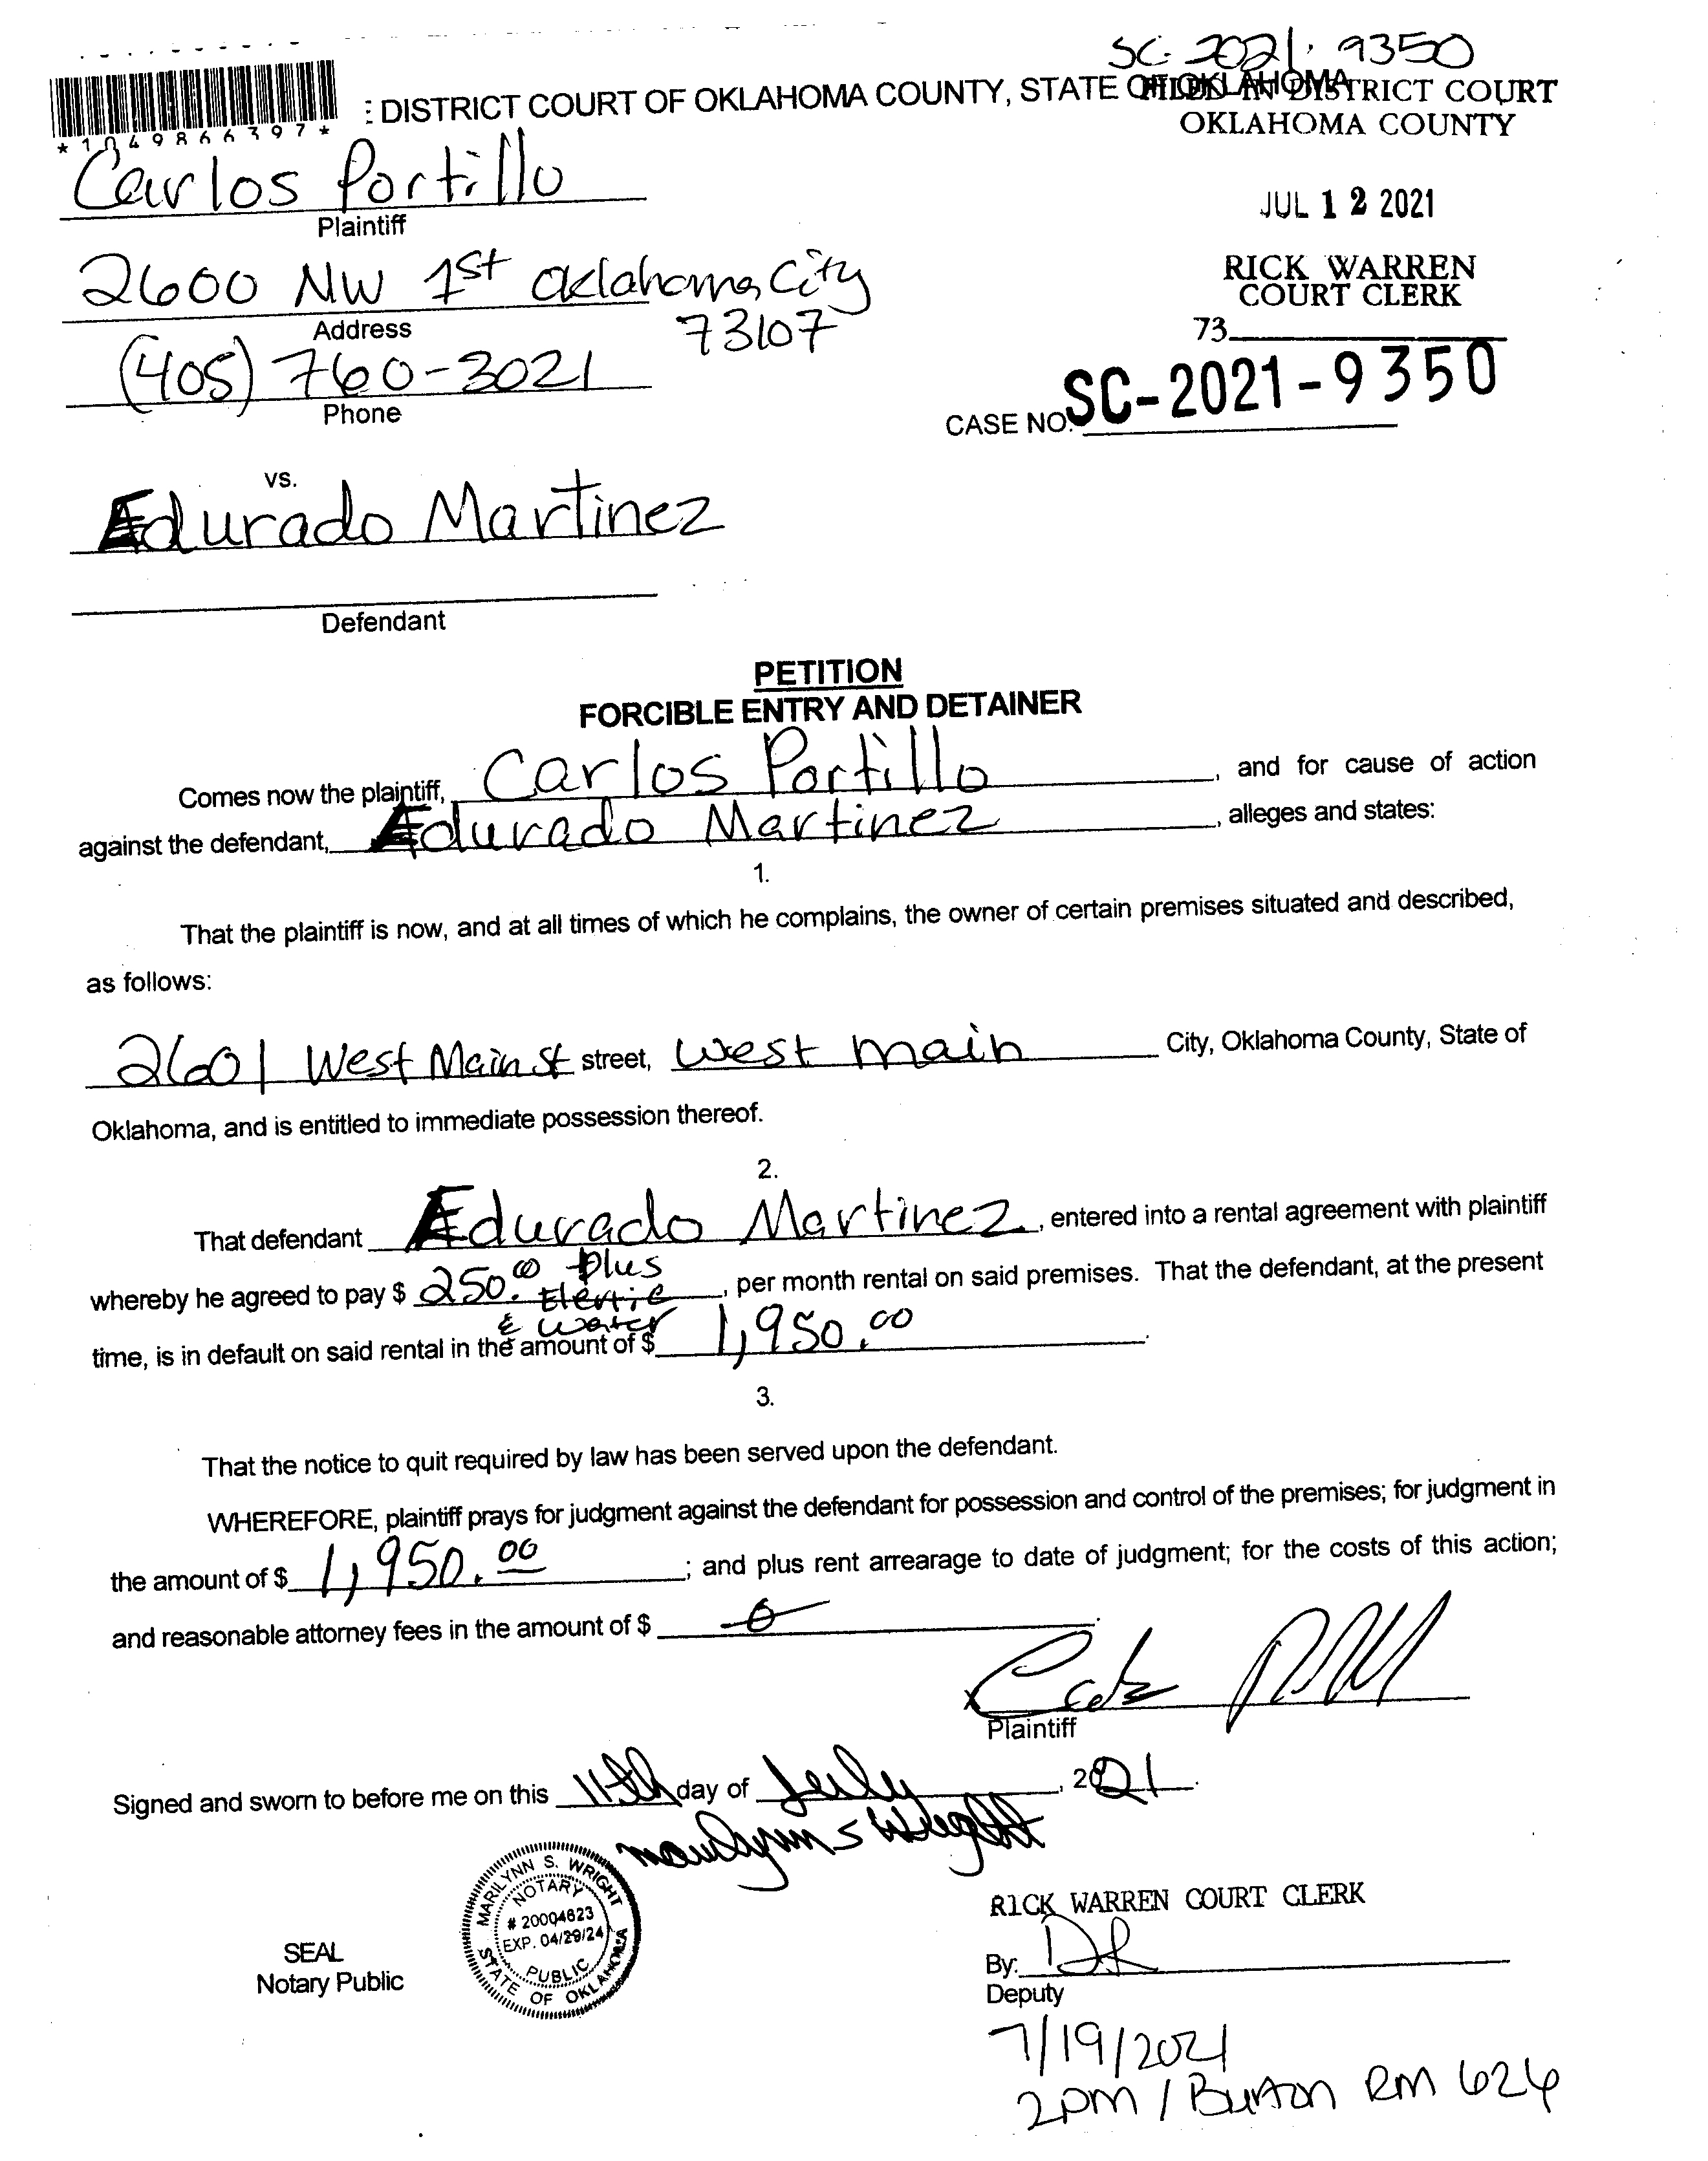 SC-2021-9350
: DISTRICT COURT OF OKLAHOMA COUNTY, STATE OF OKLAHOMA
FILED IN DISTRICT COURT
OKLAHOMA COUNTY
*1049866397*
Carlos Portillo
Plaintiff
JUL 12 2021
2600 NW 1st Oklahoma City
73107
Address
RICK WARREN
COURT CLERK
73
(405) 760-3021
Phone
CASE NO. SC-2021-9350
vs.
Edurado Martinez
Defendant
PETITION
FORCIBLE ENTRY AND DETAINER
Comes now the plaintiff, Carlos Portillo, and for cause of action
against the defendant, Edurado Martinez, alleges and states:
1.
That the plaintiff is now, and at all times of which he complains, the owner of certain premises situated and described,
as follows:
2601 West Main St street, west main City, Oklahoma County, State of
Oklahoma, and is entitled to immediate possession thereof.
2.
That defendant Edurado Martinez, entered into a rental agreement with plaintiff
whereby he agreed to pay $ 250.00 plus Elertic & water, per month rental on said premises. That the defendant, at the present
time, is in default on said rental in the amount of $ 1,950.00.
3.
That the notice to quit required by law has been served upon the defendant.
WHEREFORE, plaintiff prays for judgment against the defendant for possession and control of the premises; for judgment in
the amount of $ 1,950.00; and plus rent arrearage to date of judgment; for the costs of this action;
and reasonable attorney fees in the amount of $ 0.
x
Plaintiff
Signed and sworn to before me on this 11th day of July, 2021.
Marilynn S Wright
MARILYNN S. WRIGHT
NOTARY
# 20004623
EXP. 04/29/24
PUBLIC
STATE OF OKLAHOMA
SEAL
Notary Public
RICK WARREN COURT CLERK
By:
Deputy
7/19/2021
2pm / Burton RM 626